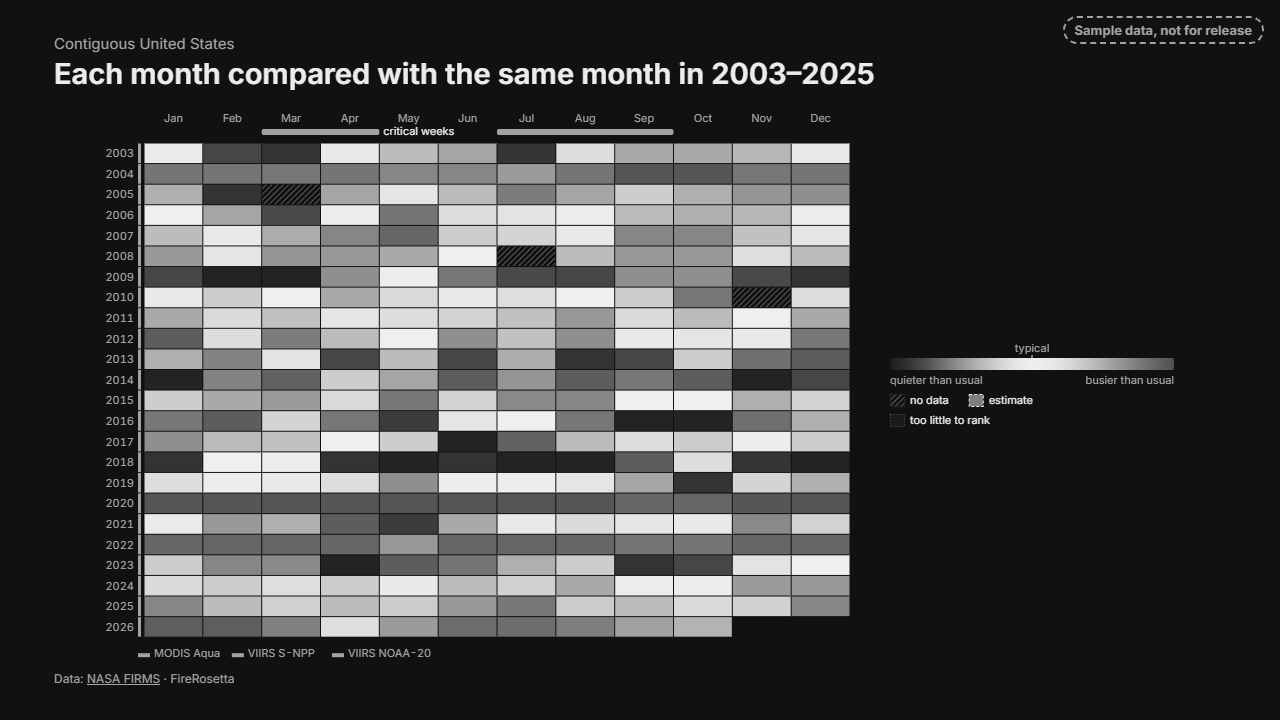 Sample data, not for release
Contiguous United States
Each month compared with the same month in 2003–2025
Jan Feb Mar Apr May Jun Jul Aug Sep Oct Nov Dec
critical weeks
2003
2004
2005
2006
2007
2008
2009
2010
2011
2012
2013
2014
2015
2016
2017
2018
2019
2020
2021
2022
2023
2024
2025
2026
typical
quieter than usual busier than usual
no data estimate
too little to rank
MODIS Aqua VIIRS S-NPP VIIRS NOAA-20
Data: NASA FIRMS · FireRosetta